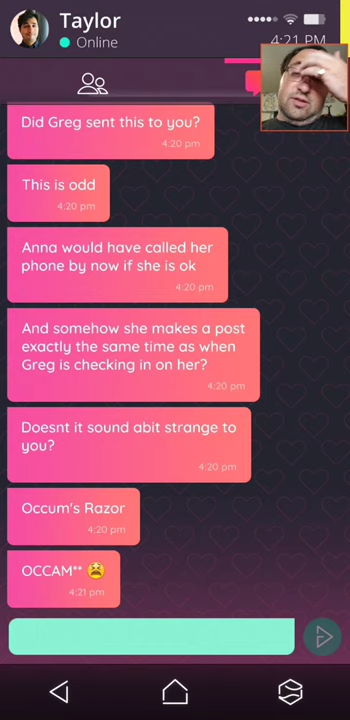 Taylor
Online
4:21 PM
Did Greg sent this to you?
4:20 pm
This is odd
4:20 pm
Anna would have called her
phone by now if she is ok
4:20 pm
And somehow she makes a post
exactly the same time as when
Greg is checking in on her?
4:20 pm
Doesnt it sound abit strange to
you?
4:20 pm
Occum's Razor
4:20 pm
OCCAM** 😫
4:21 pm